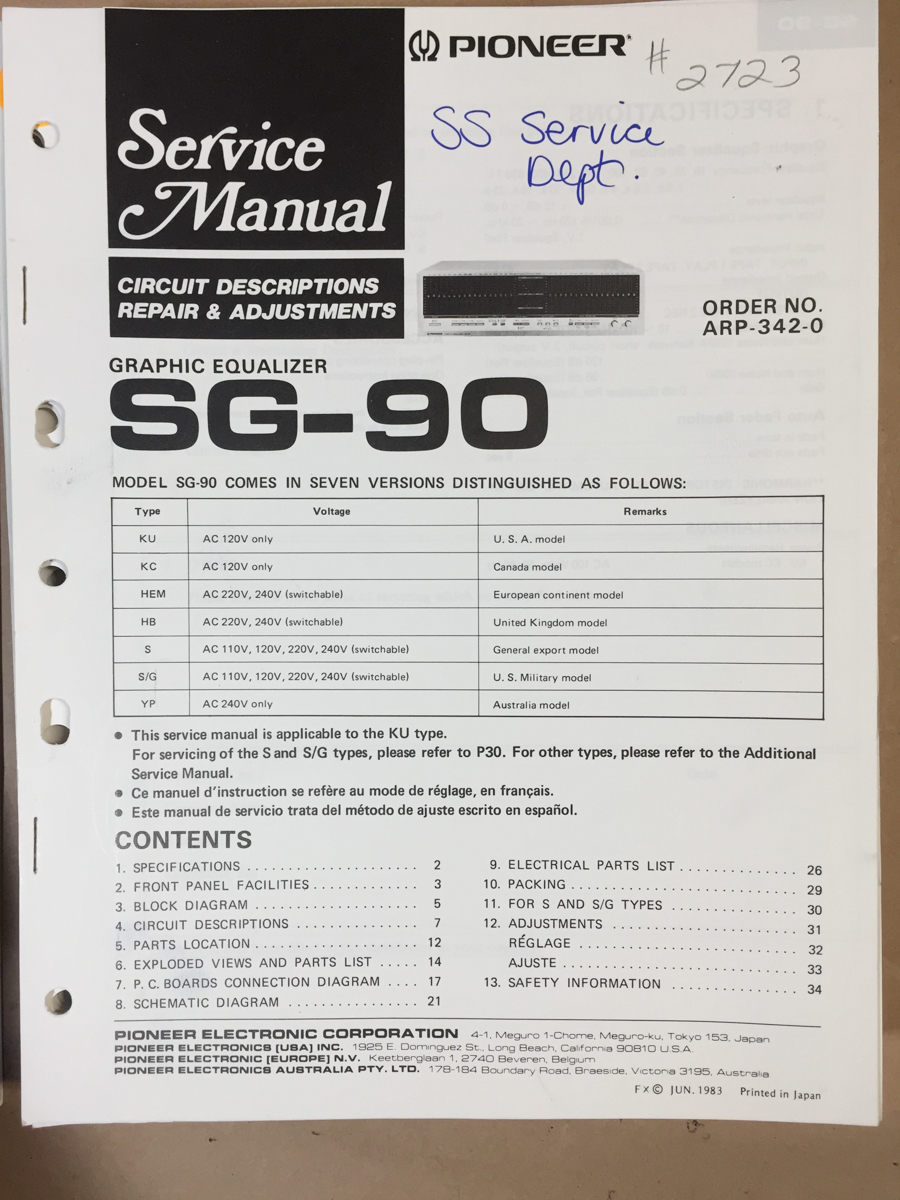 PIONEER
# 2723
SS Service
Dept.
Service
Manual
CIRCUIT DESCRIPTIONS
REPAIR & ADJUSTMENTS
ORDER NO.
ARP-342-0
GRAPHIC EQUALIZER
SG-90
MODEL SG-90 COMES IN SEVEN VERSIONS DISTINGUISHED AS FOLLOWS:
Type Voltage Remarks
KU AC 120V only U. S. A. model
KC AC 120V only Canada model
HEM AC 220V, 240V (switchable) European continent model
HB AC 220V, 240V (switchable) United Kingdom model
S AC 110V, 120V, 220V, 240V (switchable) General export model
S/G AC 110V, 120V, 220V, 240V (switchable) U. S. Military model
YP AC 240V only Australia model
● This service manual is applicable to the KU type.
For servicing of the S and S/G types, please refer to P30. For other types, please refer to the Additional
Service Manual.
● Ce manuel d'instruction se refère au mode de réglage, en français.
● Este manual de servicio trata del método de ajuste escrito en español.
CONTENTS
1. SPECIFICATIONS . . . . . . . . . . . . . . . . . . . . . 2
2. FRONT PANEL FACILITIES . . . . . . . . . . . . . 3
3. BLOCK DIAGRAM . . . . . . . . . . . . . . . . . . . . 5
4. CIRCUIT DESCRIPTIONS . . . . . . . . . . . . . . . 7
5. PARTS LOCATION . . . . . . . . . . . . . . . . . . . . 12
6. EXPLODED VIEWS AND PARTS LIST . . . . . 14
7. P. C. BOARDS CONNECTION DIAGRAM . . . . 17
8. SCHEMATIC DIAGRAM . . . . . . . . . . . . . . . . 21
9. ELECTRICAL PARTS LIST . . . . . . . . . . . . . . 26
10. PACKING . . . . . . . . . . . . . . . . . . . . . . . . . . . 29
11. FOR S AND S/G TYPES . . . . . . . . . . . . . . . 30
12. ADJUSTMENTS . . . . . . . . . . . . . . . . . . . . . . 31
RÉGLAGE . . . . . . . . . . . . . . . . . . . . . . . . . . 32
AJUSTE . . . . . . . . . . . . . . . . . . . . . . . . . . . . 33
13. SAFETY INFORMATION . . . . . . . . . . . . . . . 34
PIONEER ELECTRONIC CORPORATION 4-1, Meguro 1-Chome, Meguro-ku, Tokyo 153, Japan
PIONEER ELECTRONICS [USA] INC. 1925 E. Dominguez St., Long Beach, California 90810 U.S.A.
PIONEER ELECTRONIC [EUROPE] N.V. Keetberglaan 1, 2740 Beveren, Belgium
PIONEER ELECTRONICS AUSTRALIA PTY. LTD. 178-184 Boundary Road, Braeside, Victoria 3195, Australia
FX © JUN. 1983 Printed in Japan